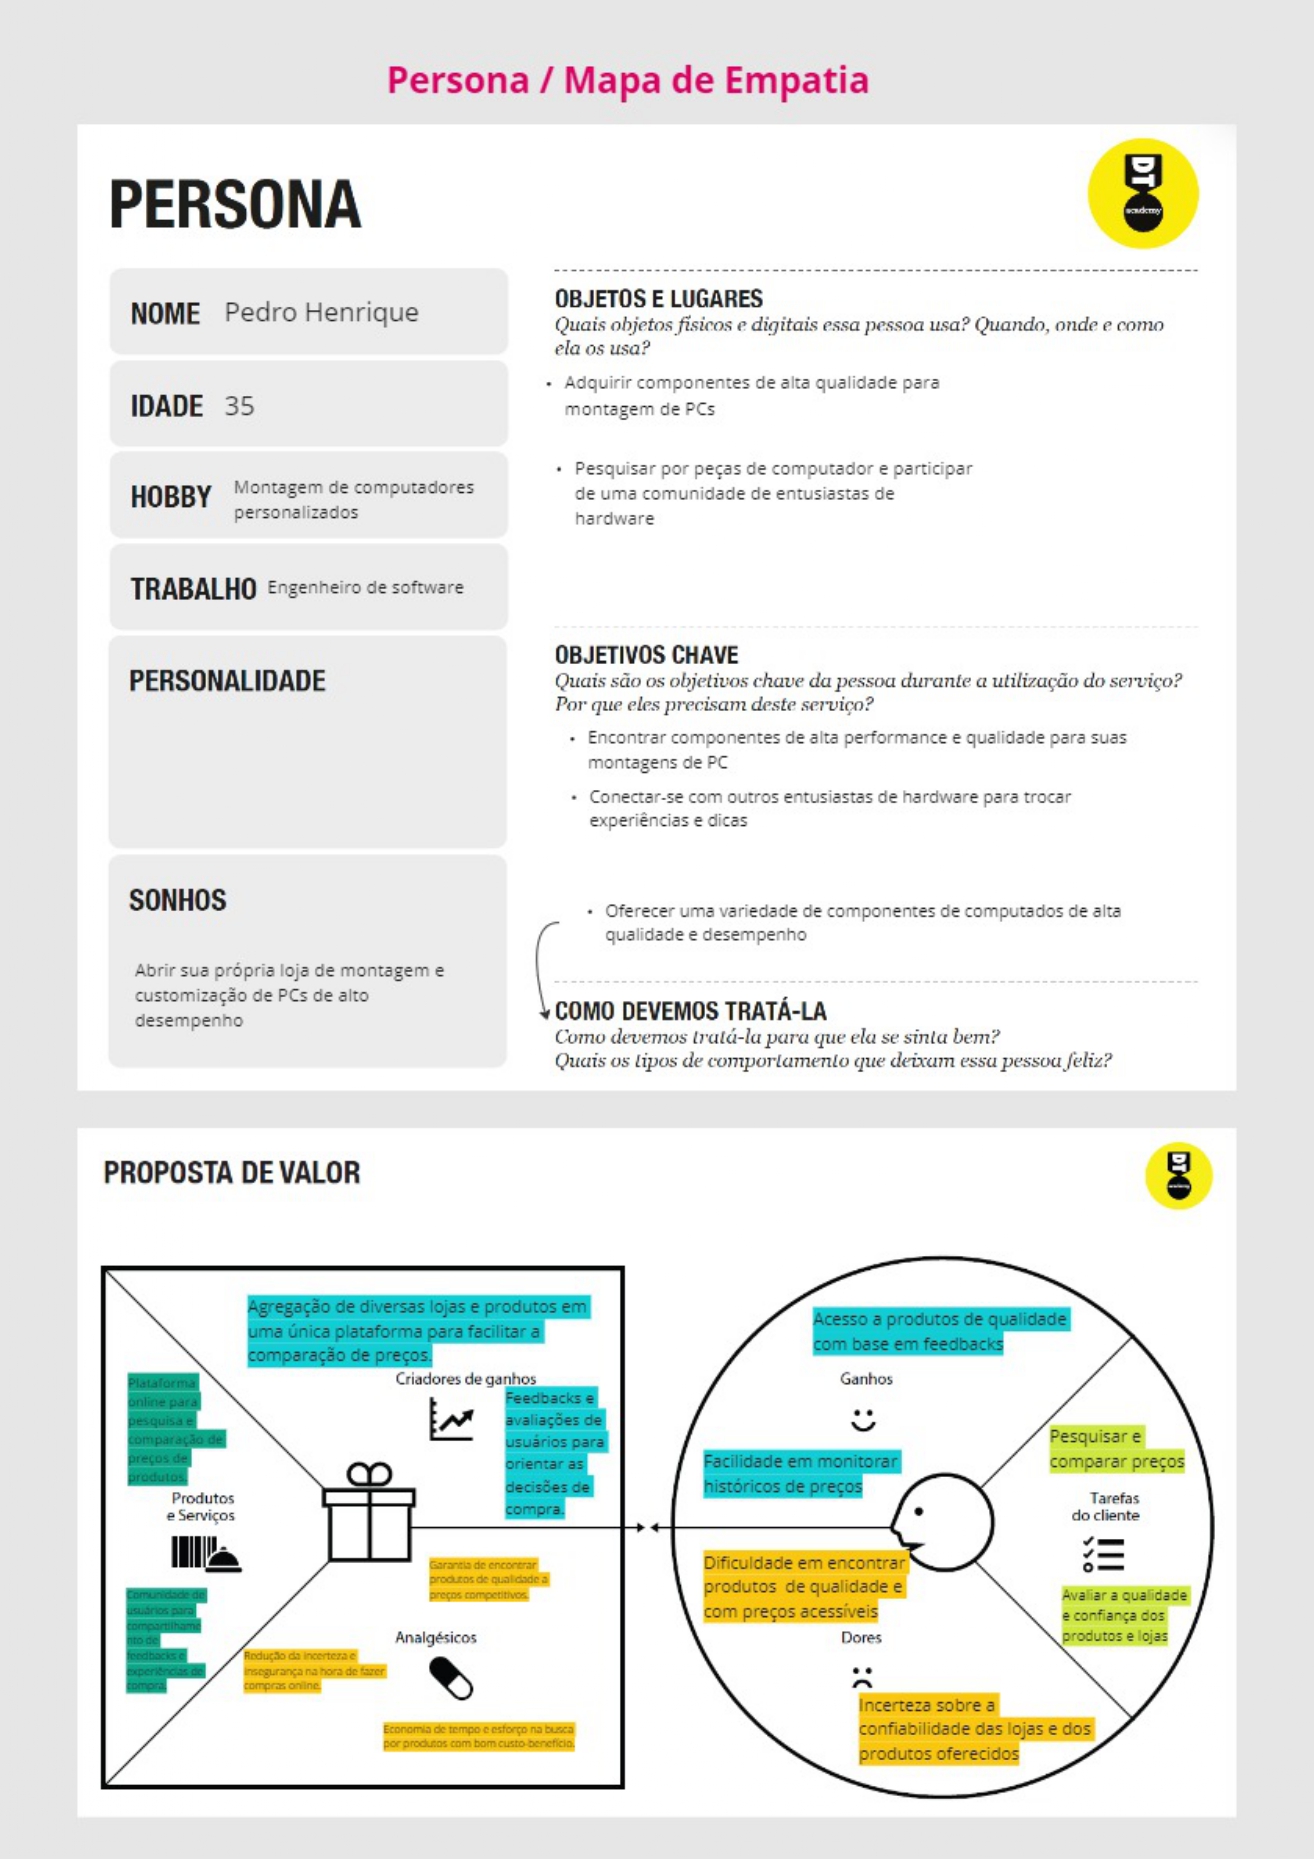 Persona / Mapa de Empatia
PERSONA
DT
academy
NOME Pedro Henrique
IDADE 35
HOBBY Montagem de computadores
personalizados
TRABALHO Engenheiro de software
PERSONALIDADE
SONHOS
Abrir sua própria loja de montagem e
customização de PCs de alto
desempenho
OBJETOS E LUGARES
Quais objetos físicos e digitais essa pessoa usa? Quando, onde e como
ela os usa?
• Adquirir componentes de alta qualidade para
montagem de PCs
• Pesquisar por peças de computador e participar
de uma comunidade de entusiastas de
hardware
OBJETIVOS CHAVE
Quais são os objetivos chave da pessoa durante a utilização do serviço?
Por que eles precisam deste serviço?
• Encontrar componentes de alta performance e qualidade para suas
montagens de PC
• Conectar-se com outros entusiastas de hardware para trocar
experiências e dicas
• Oferecer uma variedade de componentes de computados de alta
qualidade e desempenho
COMO DEVEMOS TRATÁ-LA
Como devemos tratá-la para que ela se sinta bem?
Quais os tipos de comportamento que deixam essa pessoa feliz?
PROPOSTA DE VALOR
DT
academy
Agregação de diversas lojas e produtos em
uma única plataforma para facilitar a
comparação de preços.
Criadores de ganhos
Feedbacks e
avaliações de
usuários para
orientar as
decisões de
compra.
Plataforma
online para
pesquisa e
comparação de
preços de
produtos.
Produtos
e Serviços
Comunidade de
usuários para
compartilhame
nto de
feedbacks e
experiências de
compra.
Garantia de encontrar
produtos de qualidade a
preços competitivos.
Analgésicos
Redução da incerteza e
insegurança na hora de fazer
compras online.
Economia de tempo e esforço na busca
por produtos com bom custo-benefício.
Acesso a produtos de qualidade
com base em feedbacks
Ganhos
Facilidade em monitorar
históricos de preços
Pesquisar e
comparar preços
Tarefas
do cliente
Avaliar a qualidade
e confiança dos
produtos e lojas
Dificuldade em encontrar
produtos de qualidade e
com preços acessíveis
Dores
Incerteza sobre a
confiabilidade das lojas e dos
produtos oferecidos